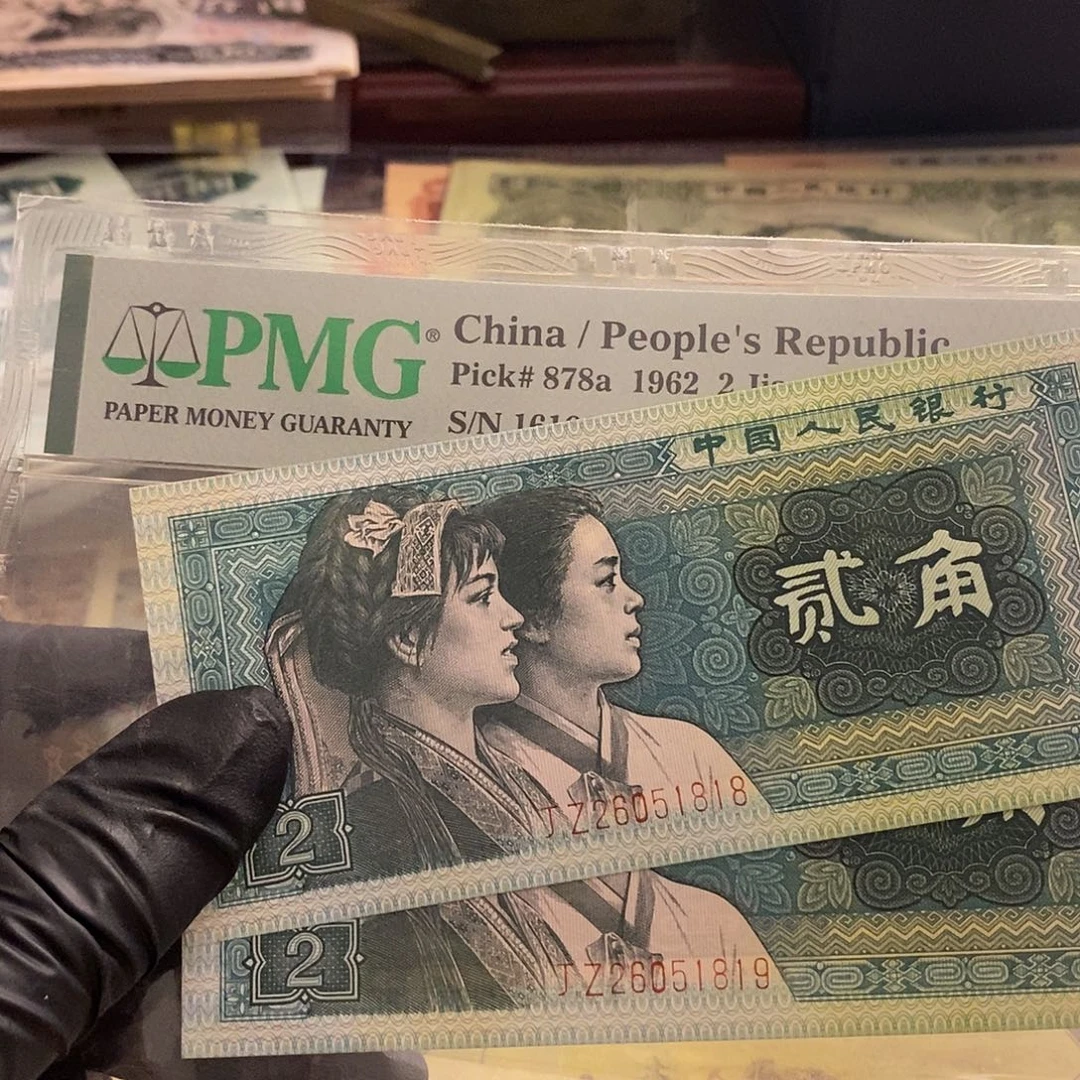 PMG® China / People's Republic
Pick# 878a 1962 2
PAPER MONEY GUARANTY S/N
中国人民银行
贰角
JZ26051818
2
2
JZ26051819